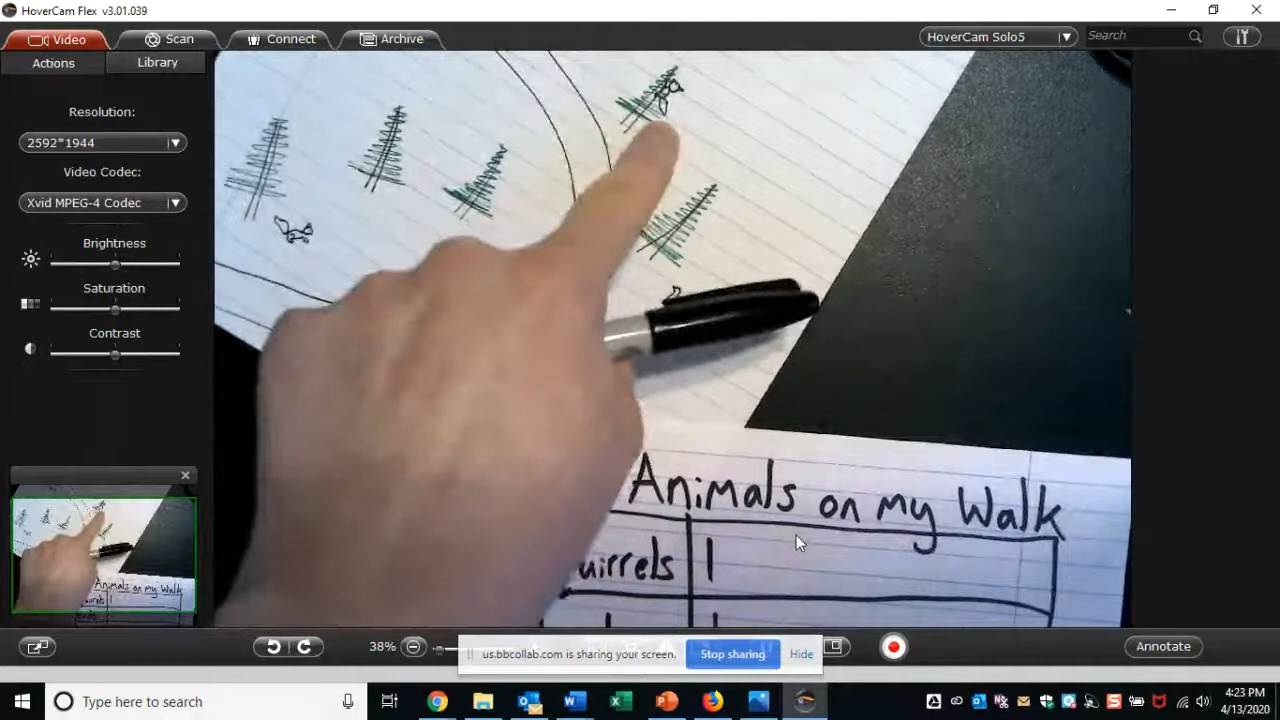 HoverCam Flex v3.01.039
Video
Scan
Connect
Archive
HoverCam Solo5
Search
Actions
Library
Resolution:
2592*1944
Video Codec:
Xvid MPEG-4 Codec
Brightness
Saturation
Contrast
Animals on my Walk
uirrels
38%
us.bbcollab.com is sharing your screen.
Stop sharing
Hide
Annotate
Type here to search
4:23 PM
4/13/2020